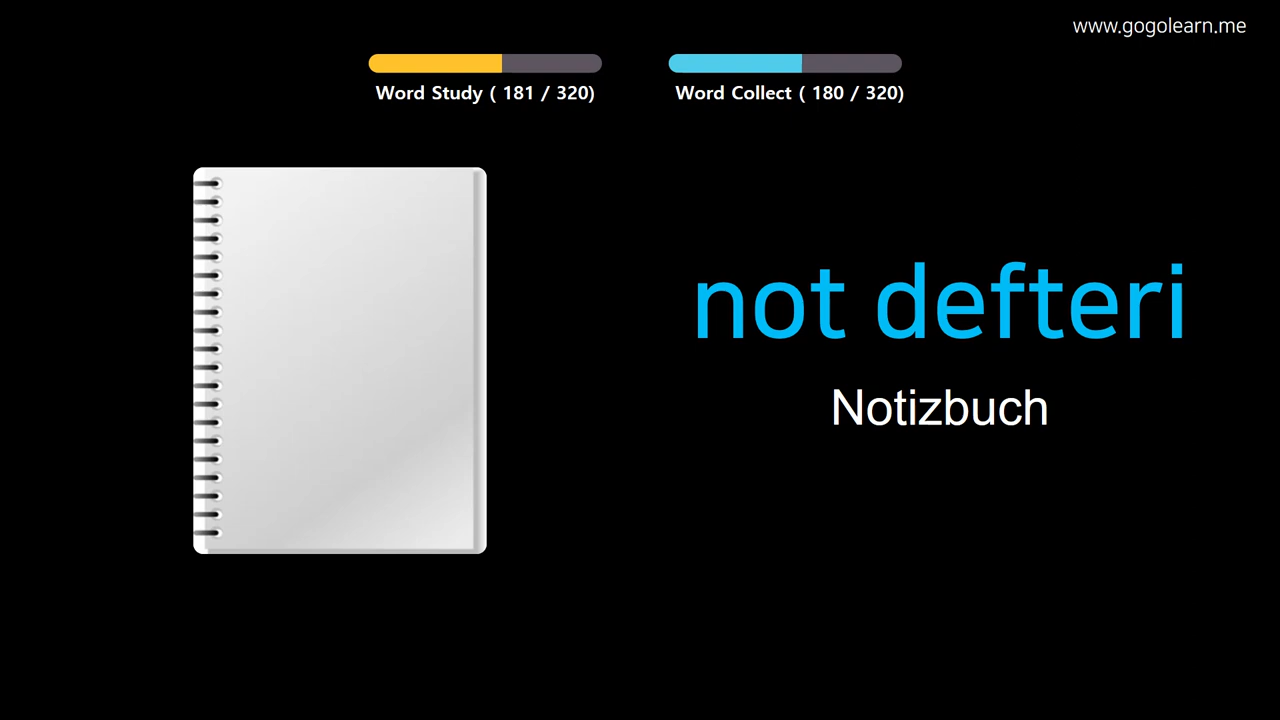 www.gogolearn.me
Word Study ( 181 / 320)
Word Collect ( 180 / 320)
not defteri
Notizbuch